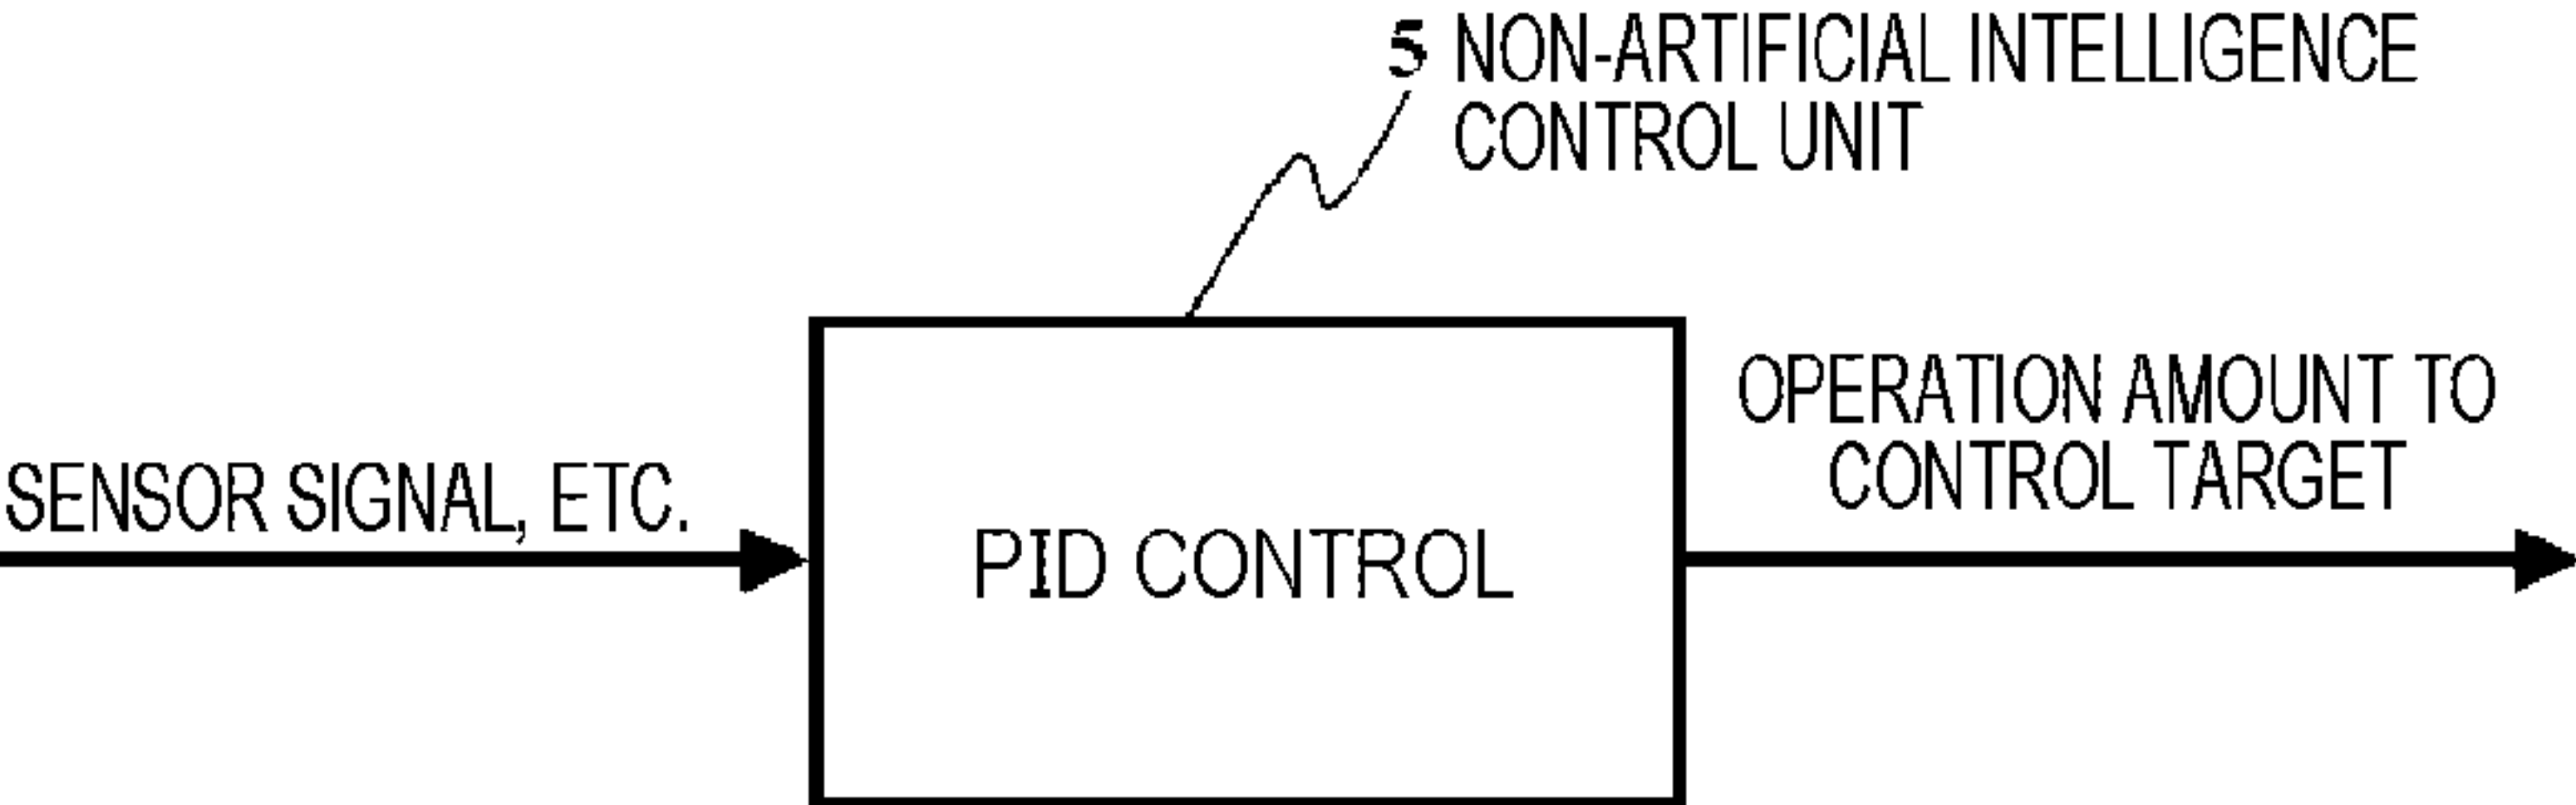 5 NON-ARTIFICIAL INTELLIGENCE
CONTROL UNIT
OPERATION AMOUNT TO
CONTROL TARGET
SENSOR SIGNAL, ETC.
PID CONTROL